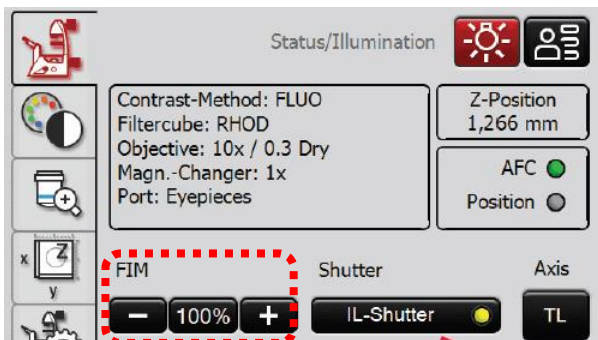 Status/Illumination
Contrast-Method: FLUO
Filtercube: RHOD
Objective: 10x / 0.3 Dry
Magn.-Changer: 1x
Port: Eyepieces
Z-Position
1,266 mm
AFC
Position
x Z
y
FIM
Shutter
Axis
− 100% +
IL-Shutter
TL